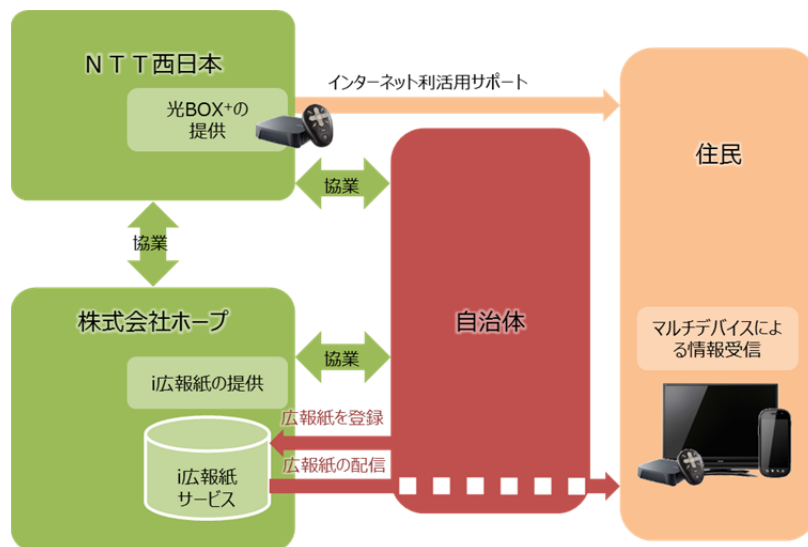 NTT西日本
光BOX⁺の
提供
インターネット利活用サポート
住民
協業
協業
株式会社ホープ
i広報紙の提供
i広報紙
サービス
協業
自治体
広報紙を登録
広報紙の配信
マルチデバイスによ
る情報受信